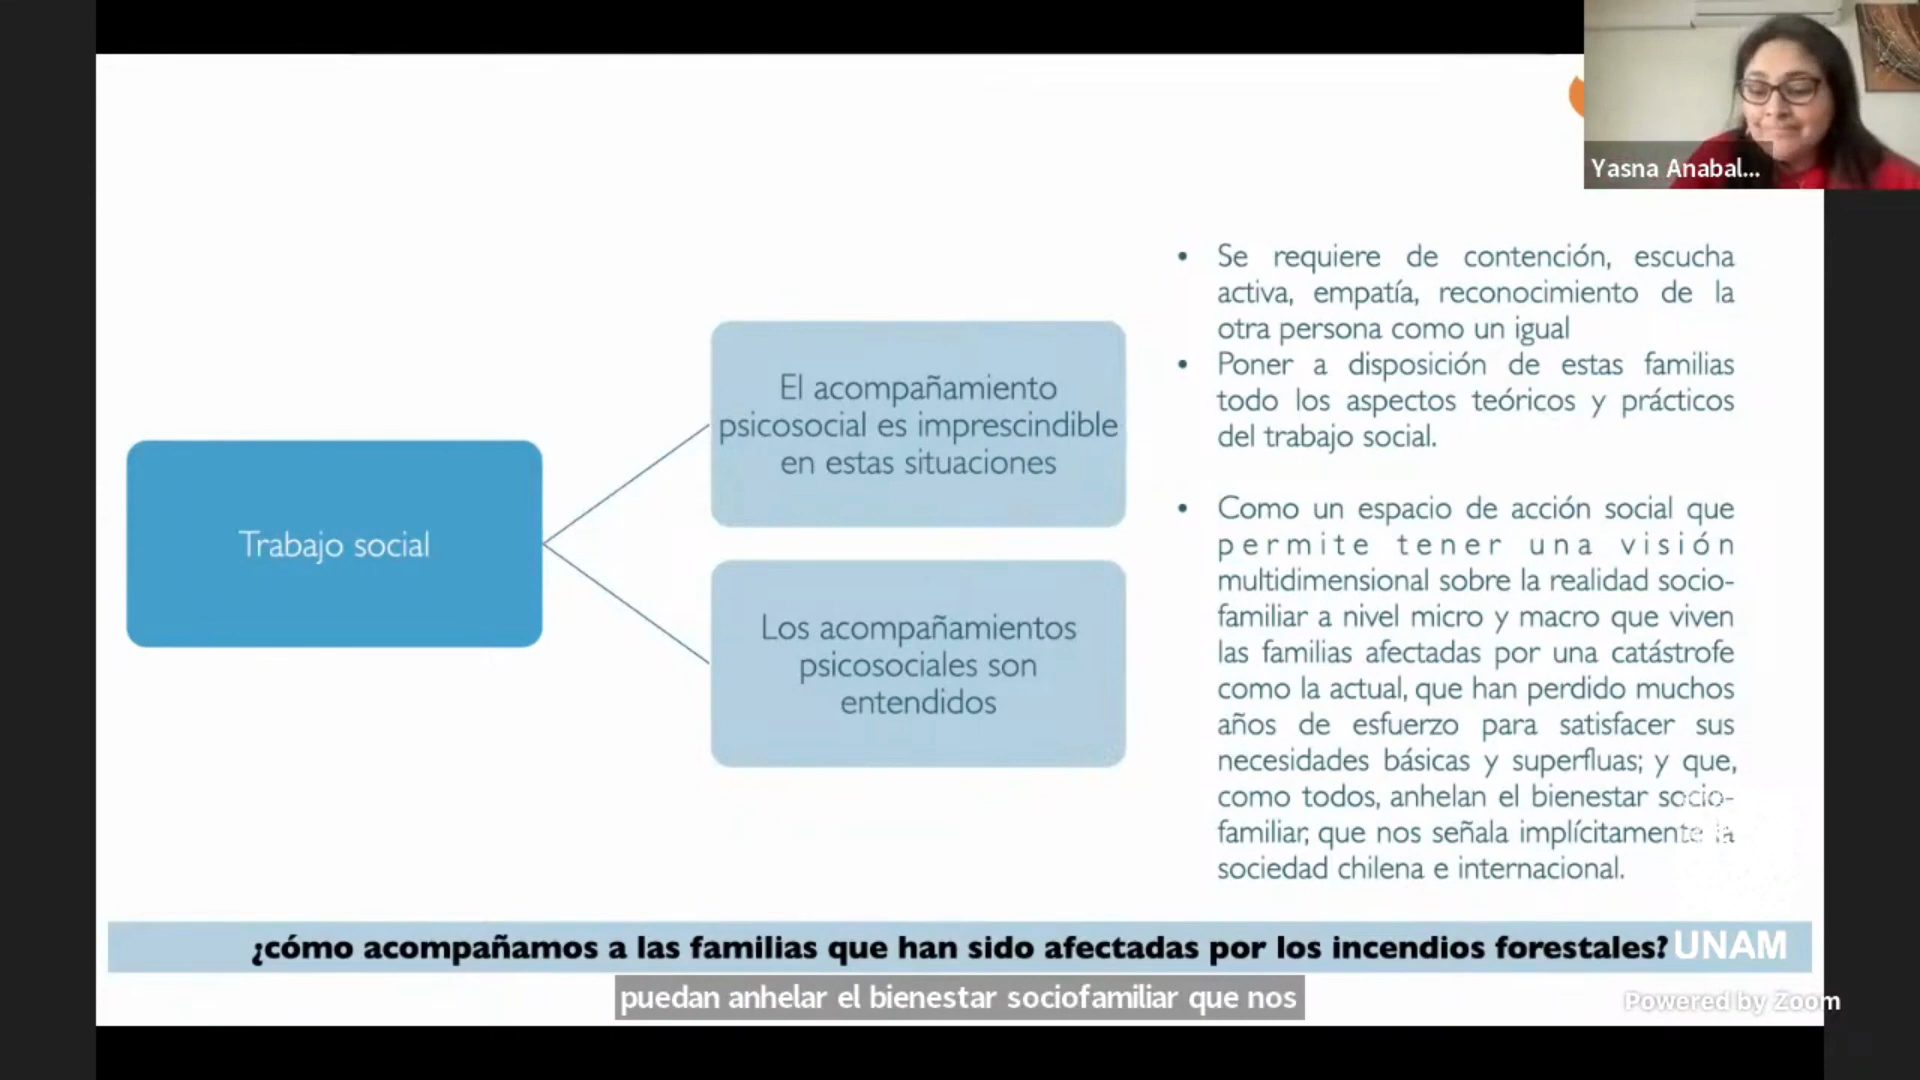 Yasna Anabal...
Trabajo social
El acompañamiento
psicosocial es imprescindible
en estas situaciones
Los acompañamientos
psicosociales son
entendidos
• Se requiere de contención, escucha
activa, empatía, reconocimiento de la
otra persona como un igual
• Poner a disposición de estas familias
todo los aspectos teóricos y prácticos
del trabajo social.
• Como un espacio de acción social que
permite tener una visión
multidimensional sobre la realidad socio-
familiar a nivel micro y macro que viven
las familias afectadas por una catástrofe
como la actual, que han perdido muchos
años de esfuerzo para satisfacer sus
necesidades básicas y superfluas; y que,
como todos, anhelan el bienestar socio-
familiar, que nos señala implícitamente la
sociedad chilena e internacional.
¿cómo acompañamos a las familias que han sido afectadas por los incendios forestales?
UNAM
puedan anhelar el bienestar sociofamiliar que nos
Powered by Zoom